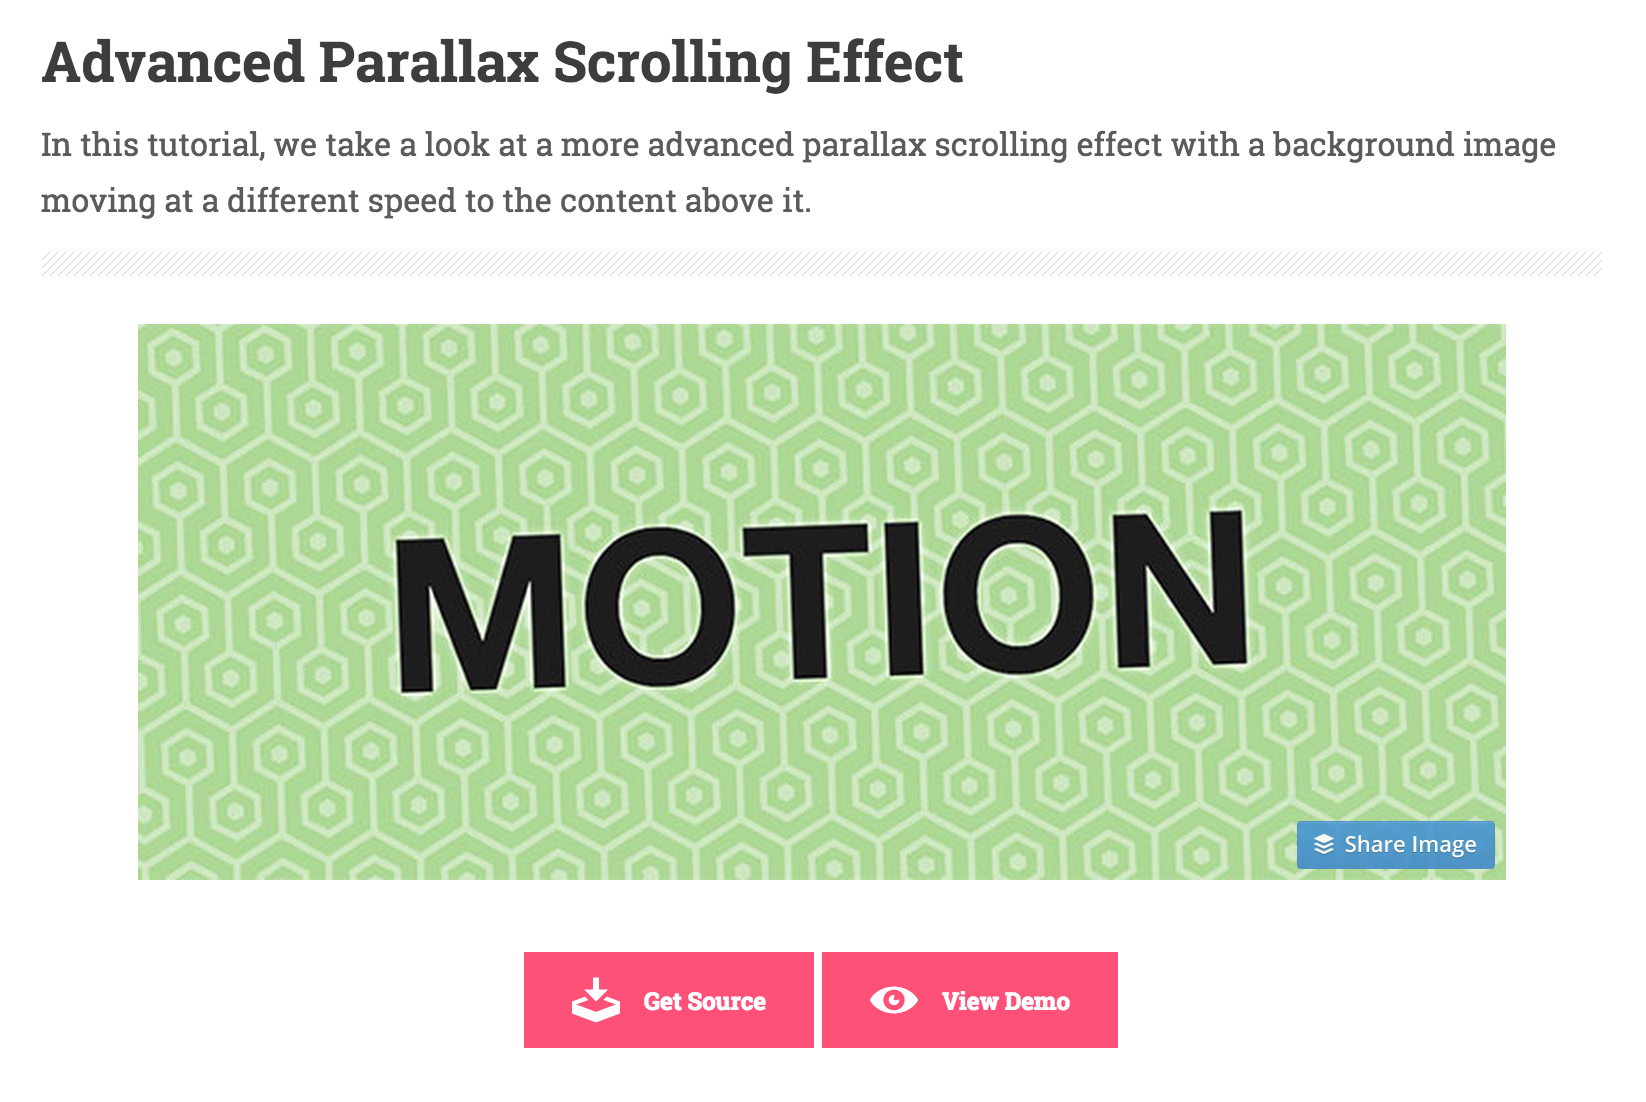 Advanced Parallax Scrolling Effect
In this tutorial, we take a look at a more advanced parallax scrolling effect with a background image
moving at a different speed to the content above it.
MOTION
Share Image
Get Source
View Demo